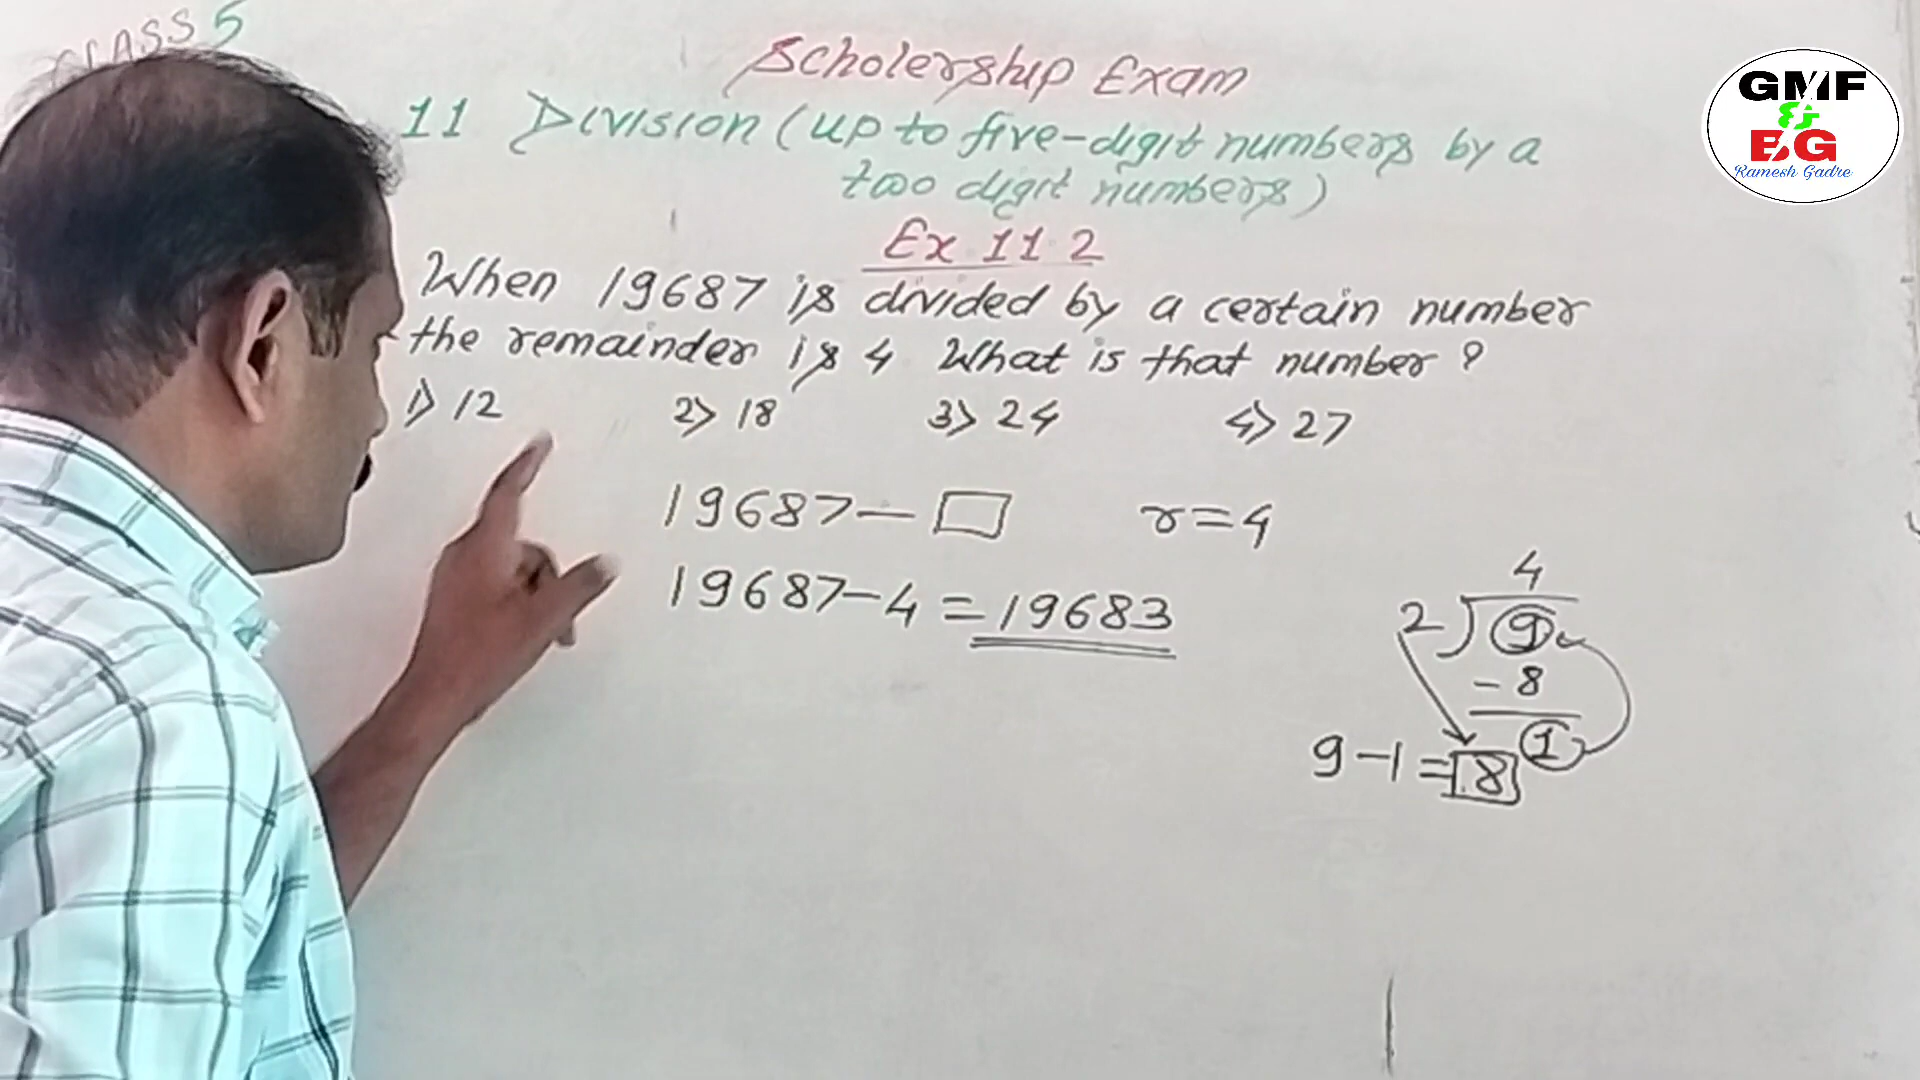 CLASS 5
Scholership Exam
11 Division (up to five-digit numbers by a
two digit numbers)
Ex 11.2
When 19687 is divided by a certain number
the remainder is 4 What is that number ?
1) 12 2) 18 3) 24 4) 27
19687 — □ r = 4
19687 – 4 = 19683
4
2 ) 9
- 8
1
9 – 1 = 8
GMF
&
BG
Ramesh Gadre